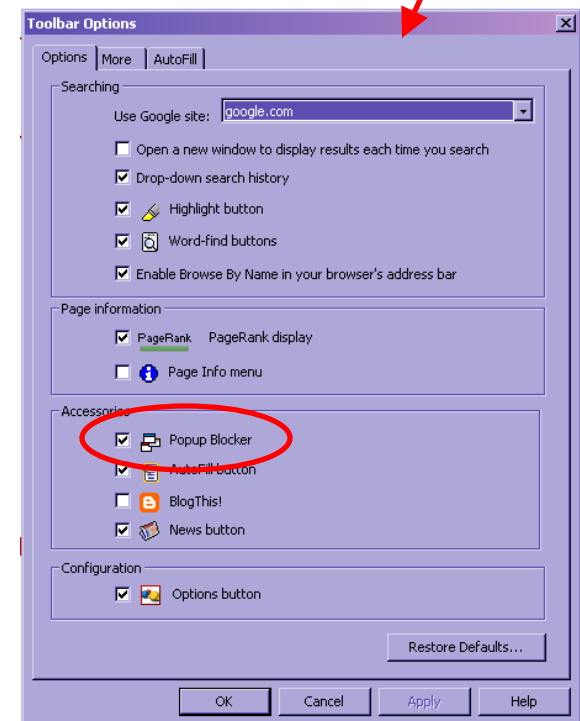 Toolbar Options
Options More AutoFill
Searching
Use Google site: google.com
Open a new window to display results each time you search
Drop-down search history
Highlight button
Word-find buttons
Enable Browse By Name in your browser's address bar
Page information
PageRank PageRank display
Page Info menu
Accessories
Popup Blocker
AutoFill button
BlogThis!
News button
Configuration
Options button
Restore Defaults...
OK Cancel Apply Help